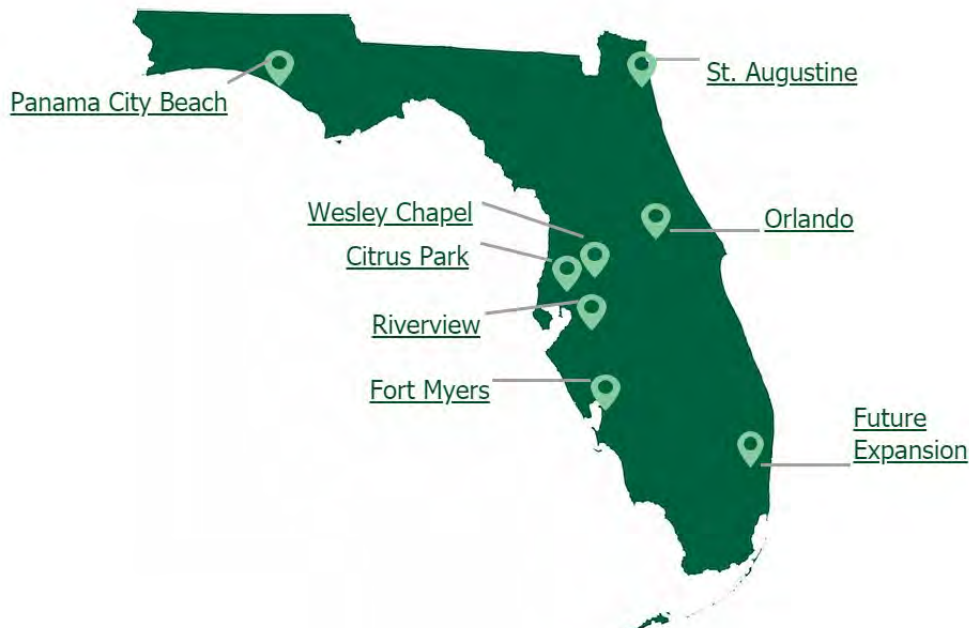 Panama City Beach
St. Augustine
Wesley Chapel
Orlando
Citrus Park
Riverview
Fort Myers
Future
Expansion